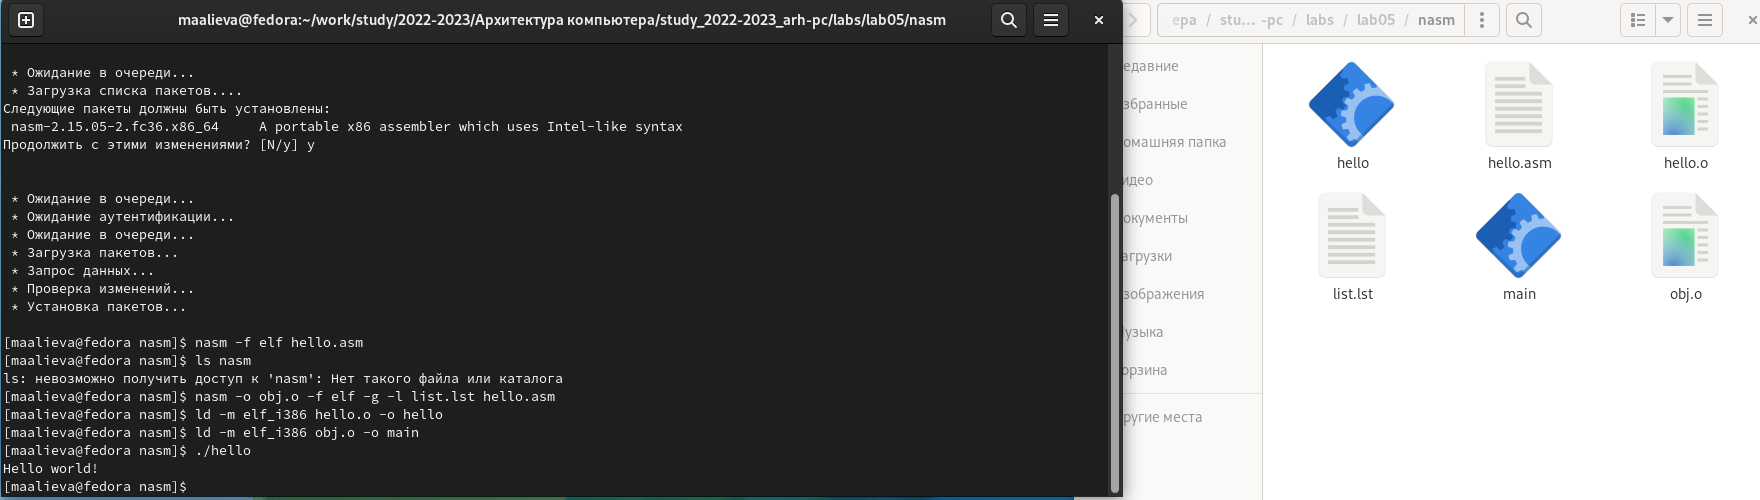 maalieva@fedora:~/work/study/2022-2023/Архитектура компьютера/study_2022-2023_arh-pc/labs/lab05/nasm
* Ожидание в очереди...
* Загрузка списка пакетов....
Следующие пакеты должны быть установлены:
nasm-2.15.05-2.fc36.x86_64     A portable x86 assembler which uses Intel-like syntax
Продолжить с этими изменениями? [N/y] y
* Ожидание в очереди...
* Ожидание аутентификации...
* Ожидание в очереди...
* Загрузка пакетов...
* Запрос данных...
* Проверка изменений...
* Установка пакетов...
[maalieva@fedora nasm]$ nasm -f elf hello.asm
[maalieva@fedora nasm]$ ls nasm
ls: невозможно получить доступ к 'nasm': Нет такого файла или каталога
[maalieva@fedora nasm]$ nasm -o obj.o -f elf -g -l list.lst hello.asm
[maalieva@fedora nasm]$ ld -m elf_i386 hello.o -o hello
[maalieva@fedora nasm]$ ld -m elf_i386 obj.o -o main
[maalieva@fedora nasm]$ ./hello
Hello world!
[maalieva@fedora nasm]$
ера / stu... -pc / labs / lab05 / nasm
едавние
збранные
омашняя папка
идео
окументы
агрузки
зображения
узыка
орзина
ругие места
hello hello.asm hello.o
list.lst main obj.o